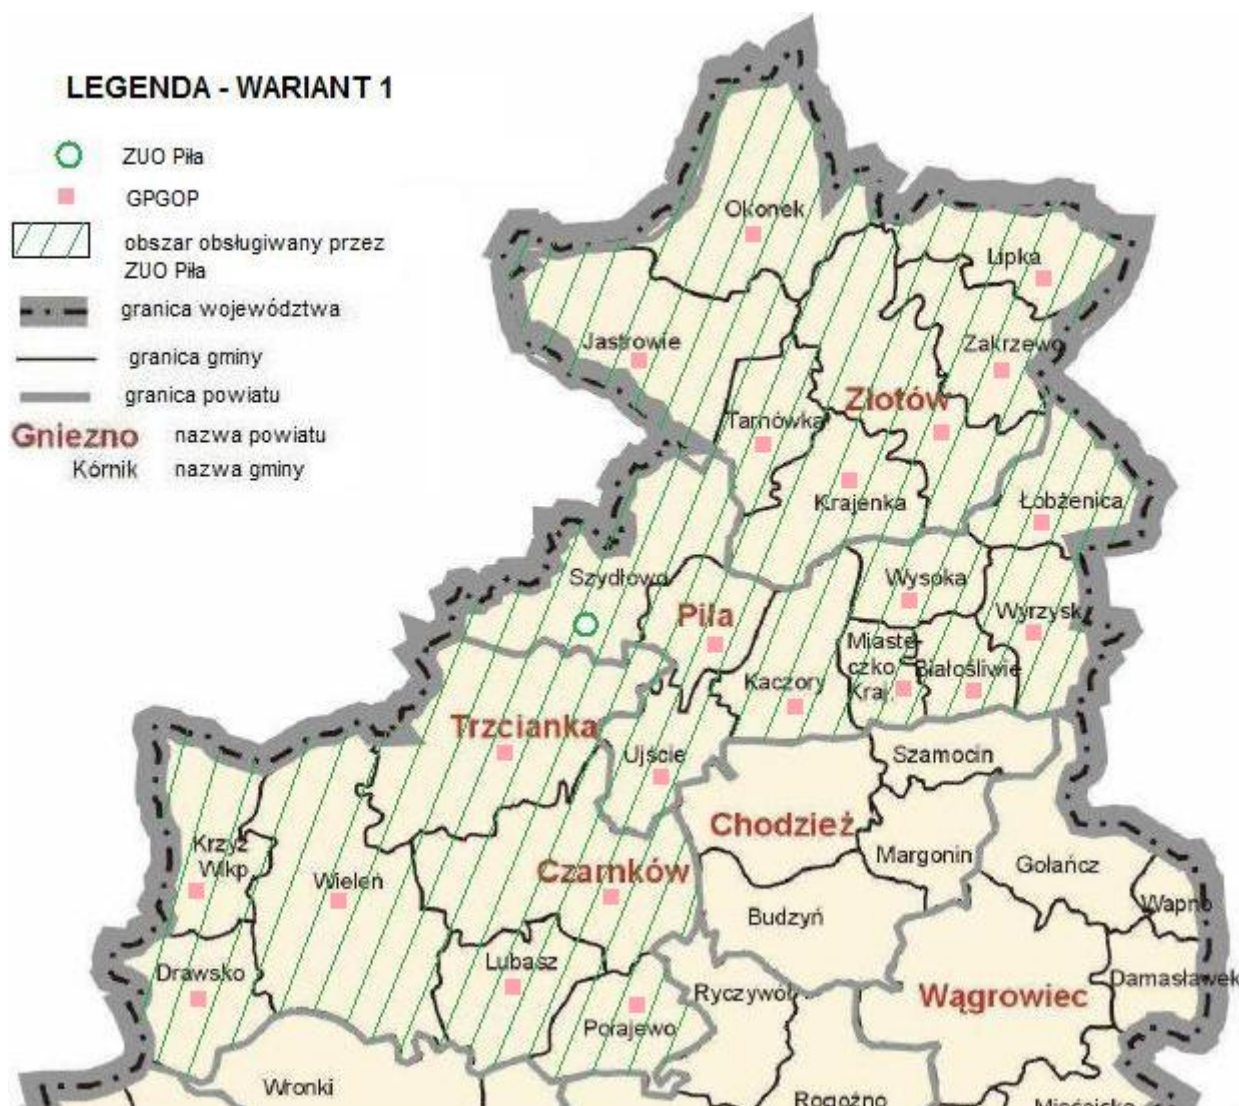 LEGENDA - WARIANT 1
ZUO Piła
GPGOP
obszar obsługiwany przez
ZUO Piła
granica województwa
granica gminy
granica powiatu
Gniezno nazwa powiatu
Kórnik nazwa gminy
Okonek
Lipka
Jastrowie
Zakrzewo
Złotów
Tarnówka
Krajenka
Łobżenica
Szydłowo
Wysoka
Piła
Wyrzysk
Miaste
czko
Kraj.
Białośliwie
Kaczory
Trzcianka
Ujście
Szamocin
Chodzież
Krzyż
Wlkp
Margonin
Gołańcz
Czarnków
Wieleń
Wapno
Budzyń
Lubasz
Drawsko
Damasławek
Ryczywół
Wągrowiec
Połajewo
Wronki
Rogoźno
Mieścisko